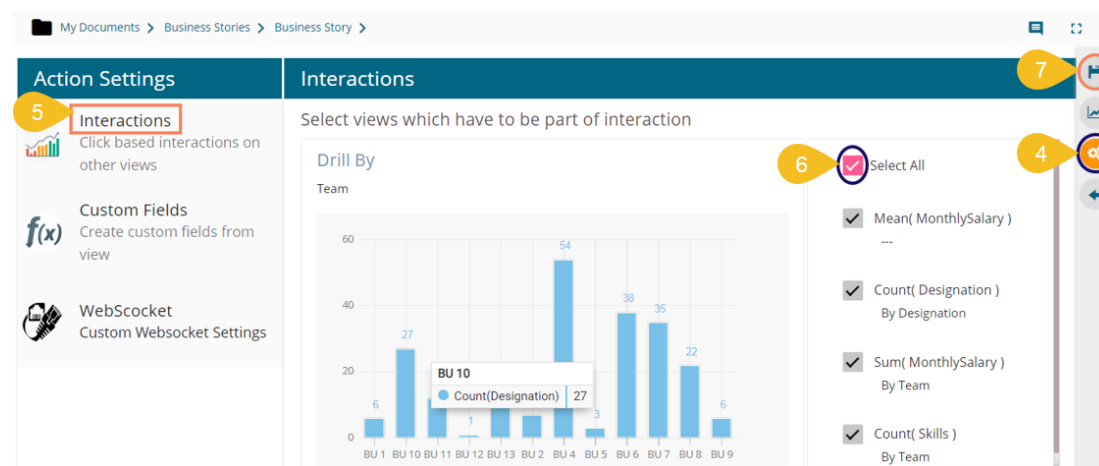 My Documents > Business Stories > Business Story >
Action Settings
Interactions
7
5
Interactions
Click based interactions on
other views
Select views which have to be part of interaction
Drill By
Team
6
Select All
4
Custom Fields
Create custom fields from
view
f(x)
Mean( MonthlySalary )
---
WebScocket
Custom Websocket Settings
Count( Designation )
By Designation
Sum( MonthlySalary )
By Team
Count( Skills )
By Team
60
40
20
0
6
27
1
54
3
38
35
22
6
BU 10
Count(Designation) 27
BU 1 BU 10 BU 11 BU 12 BU 13 BU 2 BU 4 BU 5 BU 6 BU 7 BU 8 BU 9